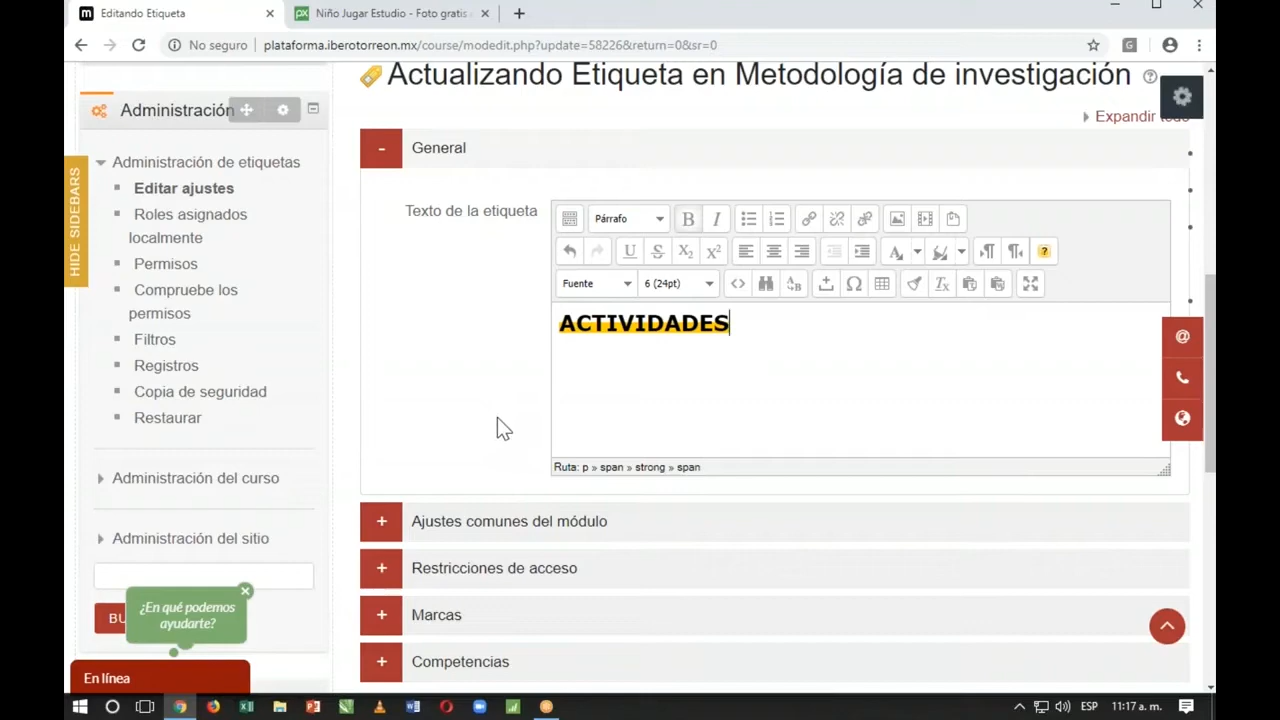 Editando Etiqueta
Niño Jugar Estudio - Foto gratis
No seguro
plataforma.iberotorreon.mx/course/modedit.php?update=58226&return=0&sr=0
Actualizando Etiqueta en Metodología de investigación
Administración
Expandir
General
HIDE SIDEBARS
Administración de etiquetas
Editar ajustes
Roles asignados
localmente
Permisos
Compruebe los
permisos
Filtros
Registros
Copia de seguridad
Restaurar
Administración del curso
Administración del sitio
BU
¿En qué podemos
ayudarte?
En línea
Texto de la etiqueta
Párrafo
B I
U S X₂ X²
Fuente
6 (24pt)
ACTIVIDADES
Ruta: p » span » strong » span
Ajustes comunes del módulo
Restricciones de acceso
Marcas
Competencias
ESP
11:17 a. m.